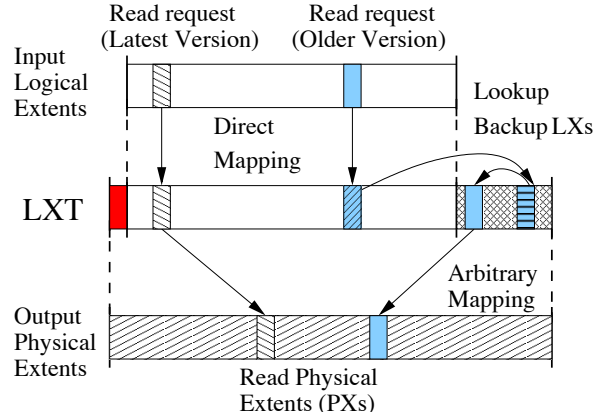 Read request
(Latest Version)
Read request
(Older Version)
Input
Logical
Extents
Lookup
Backup LXs
Direct
Mapping
LXT
Arbitrary
Mapping
Output
Physical
Extents
Read Physical
Extents (PXs)